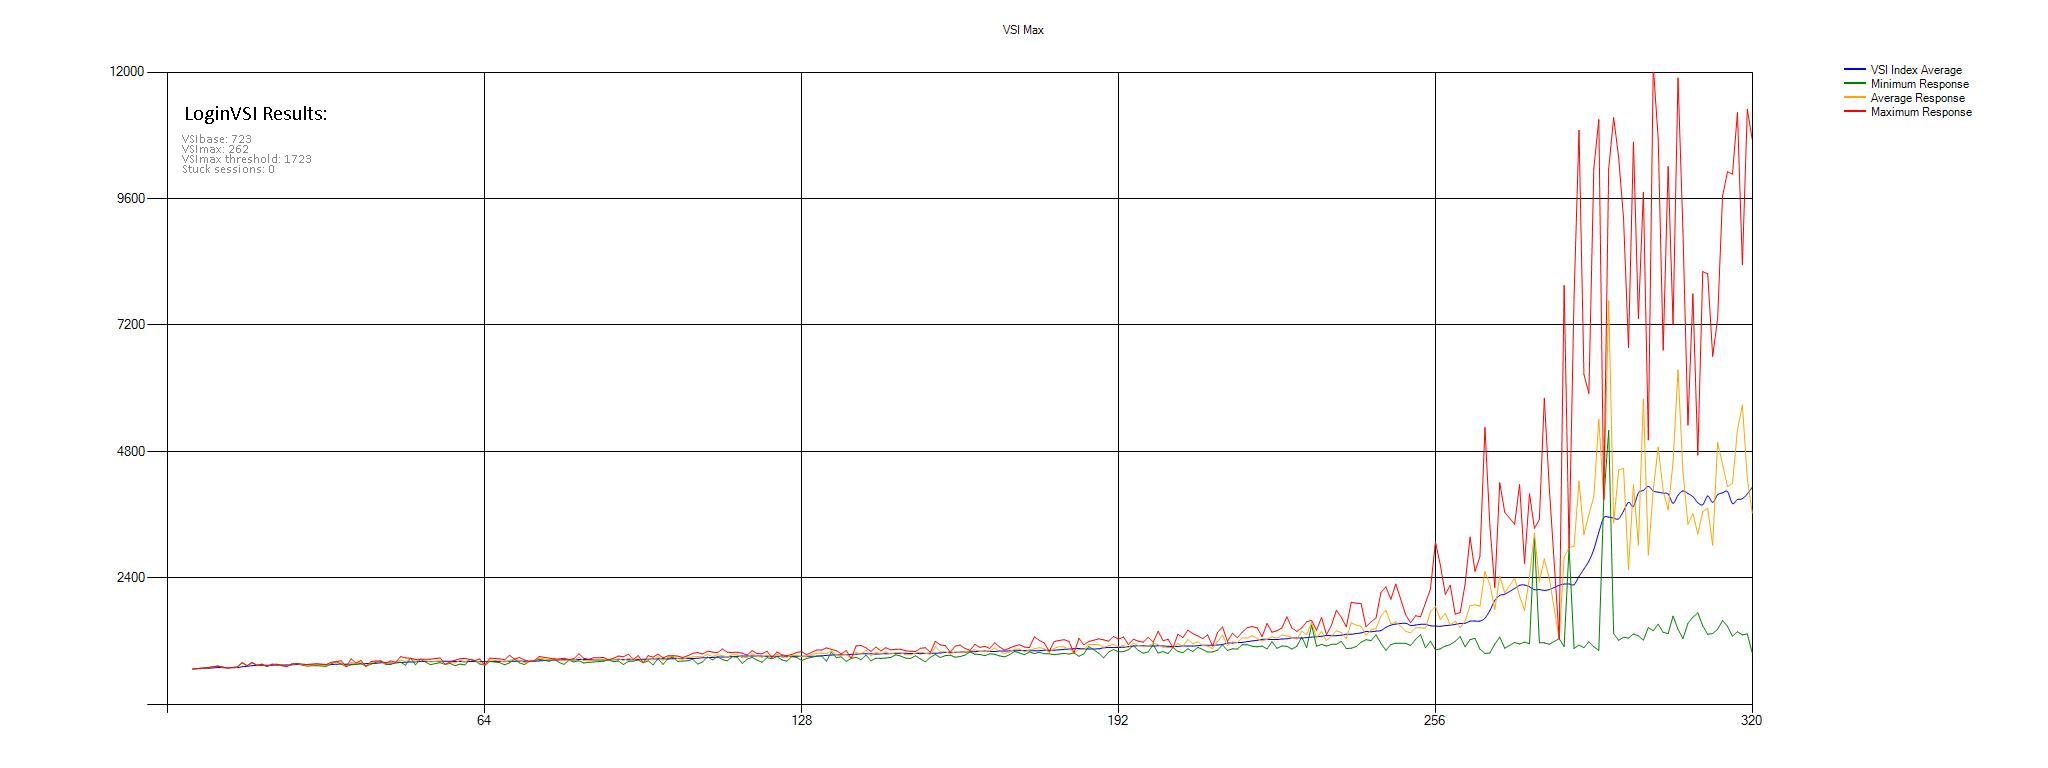 VSI Max
12000
9600
7200
4800
2400
64
128
192
256
320
LoginVSI Results:
VSIbase: 723
VSImax: 262
VSImax threshold: 1723
Stuck sessions: 0
VSI Index Average
Minimum Response
Average Response
Maximum Response